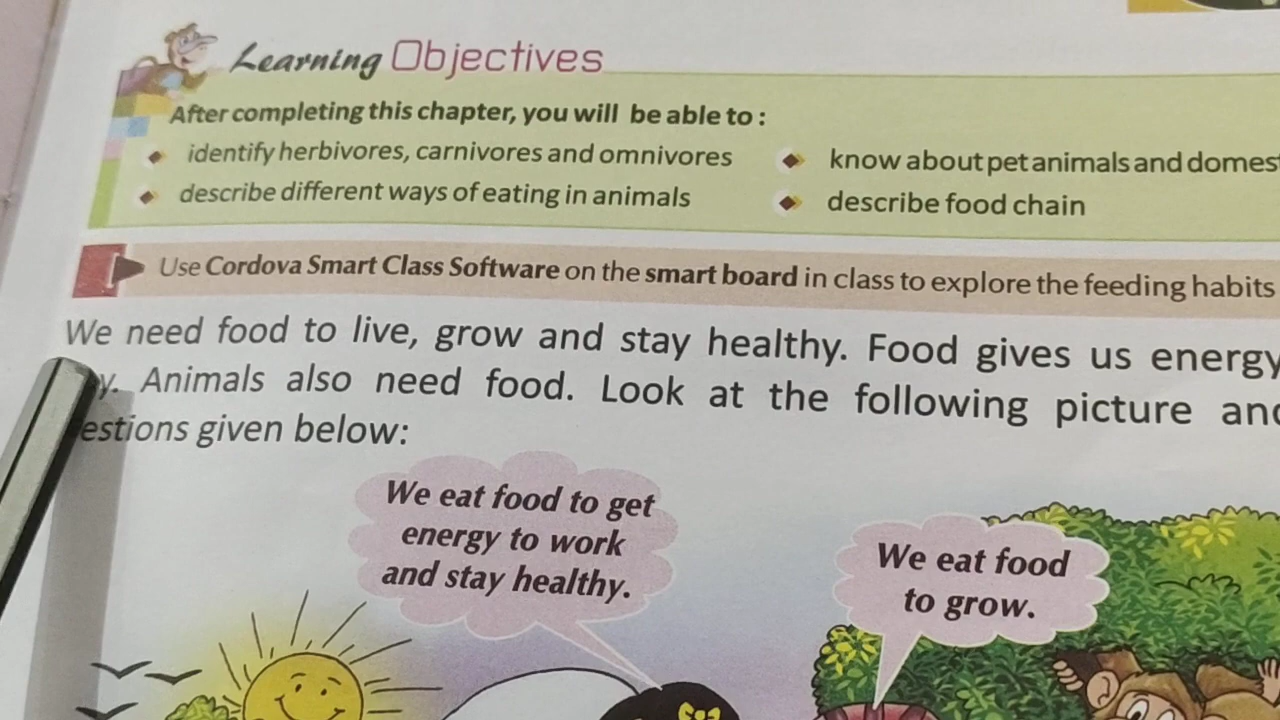 Learning Objectives
After completing this chapter, you will be able to :
identify herbivores, carnivores and omnivores
describe different ways of eating in animals
know about pet animals and
describe food chain
Use Cordova Smart Class Software on the smart board in class to explore the feeding habits
We need food to live, grow and stay healthy. Food gives us energy
Animals also need food. Look at the following picture
given below:
We eat food to get
energy to work
and stay healthy.
We eat food
to grow.